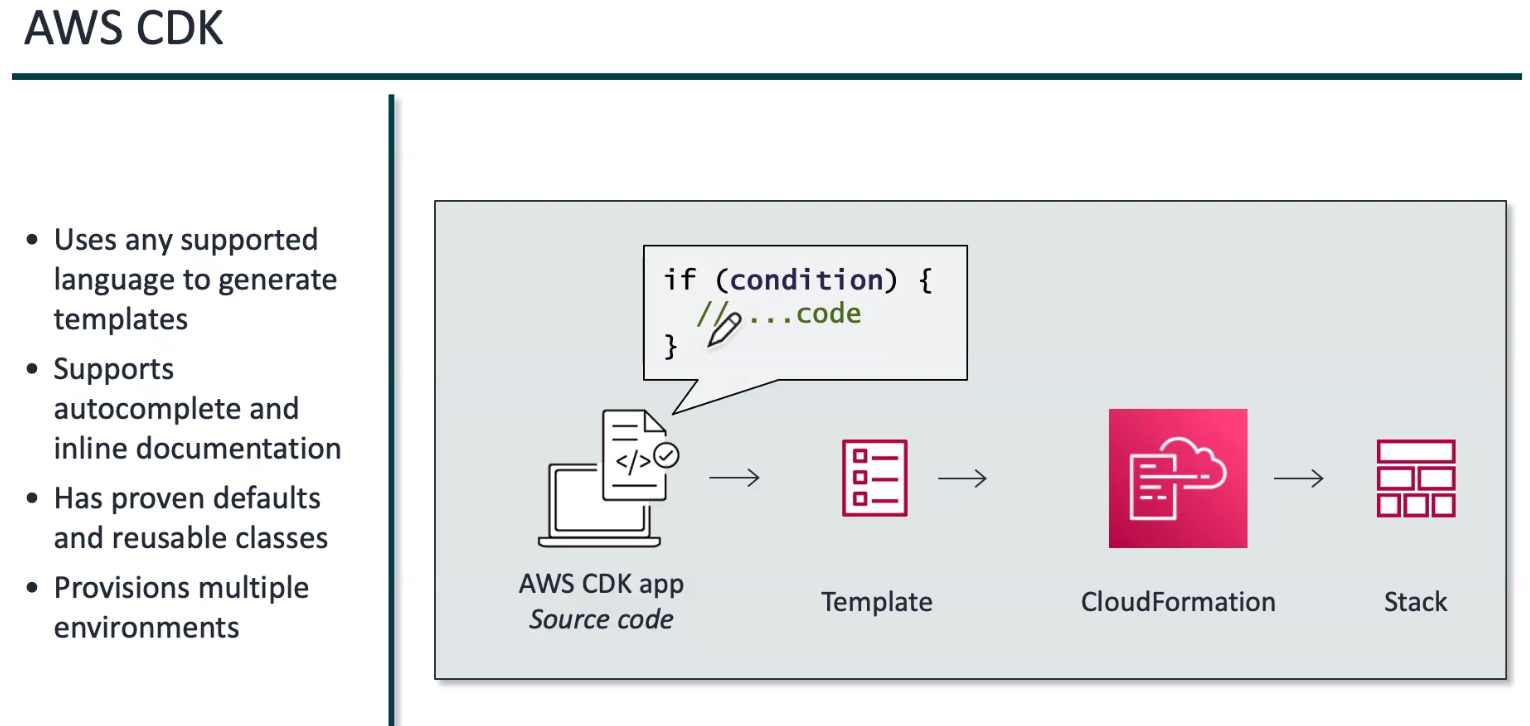 AWS CDK
• Uses any supported
language to generate
templates
• Supports
autocomplete and
inline documentation
• Has proven defaults
and reusable classes
• Provisions multiple
environments
if (condition) {
// ...code
}
</>
AWS CDK app
Source code
Template
CloudFormation
Stack